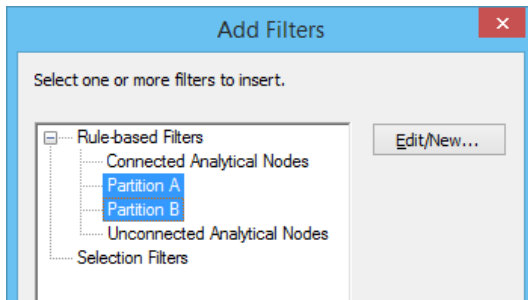 Add Filters
Select one or more filters to insert.
Rule-based Filters
Edit/New...
Connected Analytical Nodes
Partition A
Partition B
Unconnected Analytical Nodes
Selection Filters